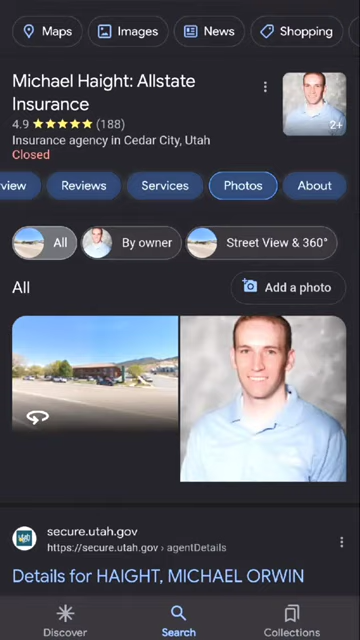 Maps Images News Shopping
Michael Haight: Allstate
Insurance
4.9 (188)
2+
Insurance agency in Cedar City, Utah
Closed
view Reviews Services Photos About
All By owner Street View & 360°
All Add a photo
secure.utah.gov
https://secure.utah.gov › agentDetails
Details for HAIGHT, MICHAEL ORWIN
Discover Search Collections